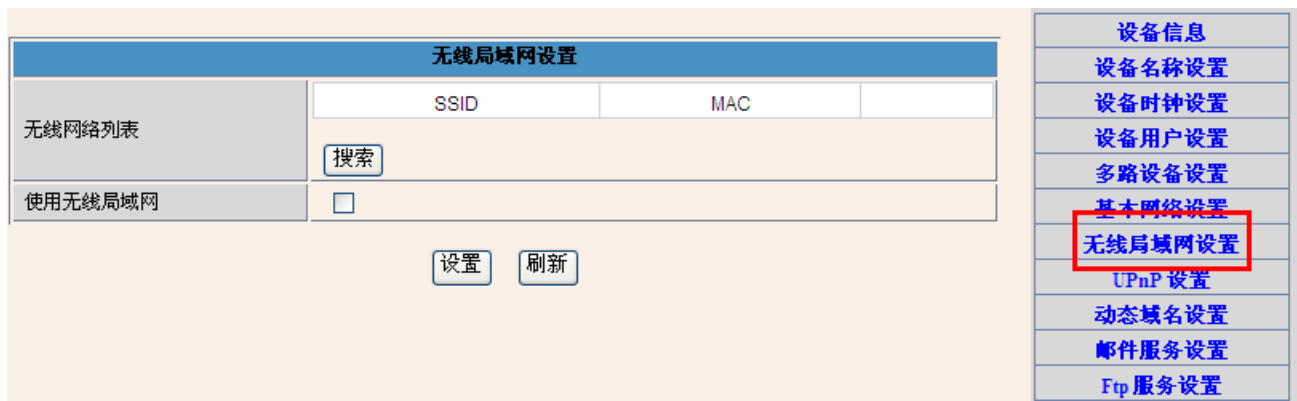 无线局域网设置
无线网络列表
SSID MAC
搜索
使用无线局域网
设置 刷新
设备信息
设备名称设置
设备时钟设置
设备用户设置
多路设备设置
基本网络设置
无线局域网设置
UPnP 设置
动态域名设置
邮件服务设置
Ftp 服务设置